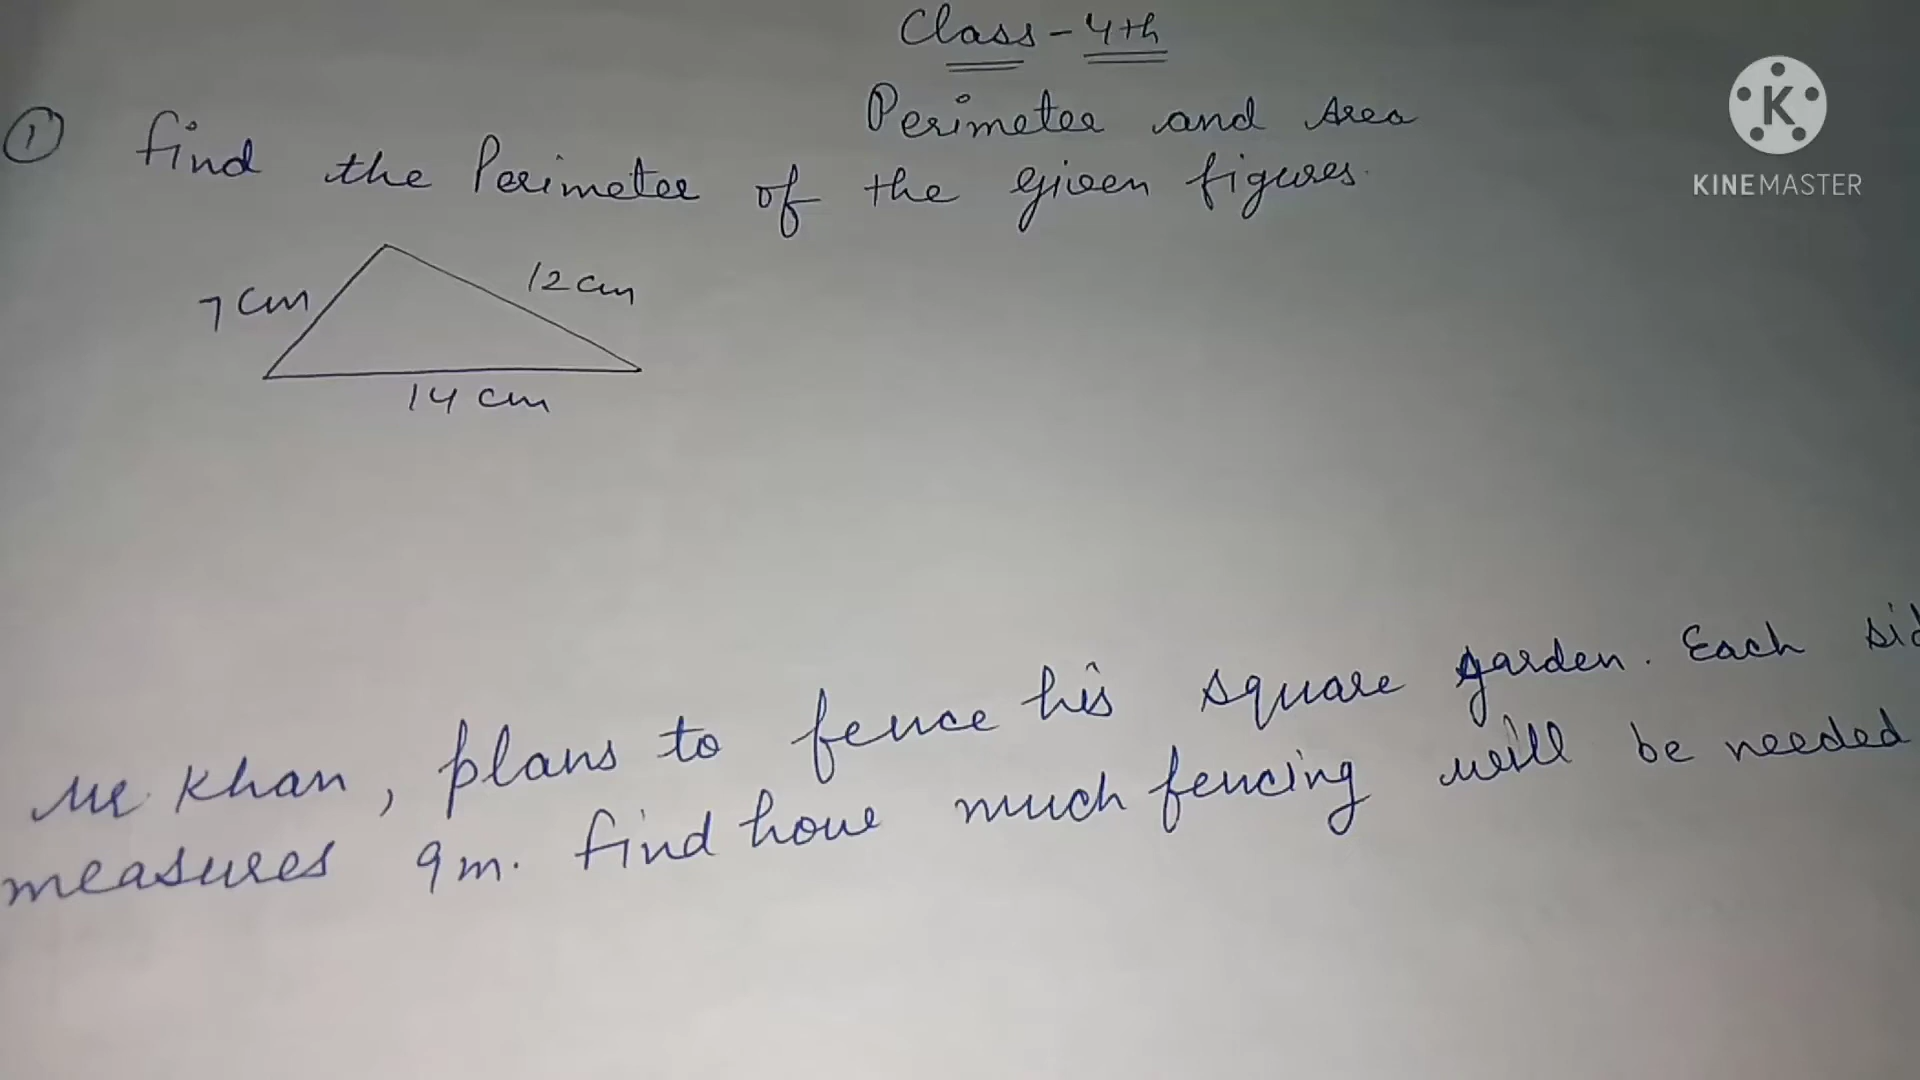 Class - 4th
Perimeter and Area
① find the Perimeter of the given figures.
7 cm
12 cm
14 cm
Mr. Khan, plans to fence his square garden. Each sid
measures 9m. find how much fencing will be needed
K
KINEMASTER